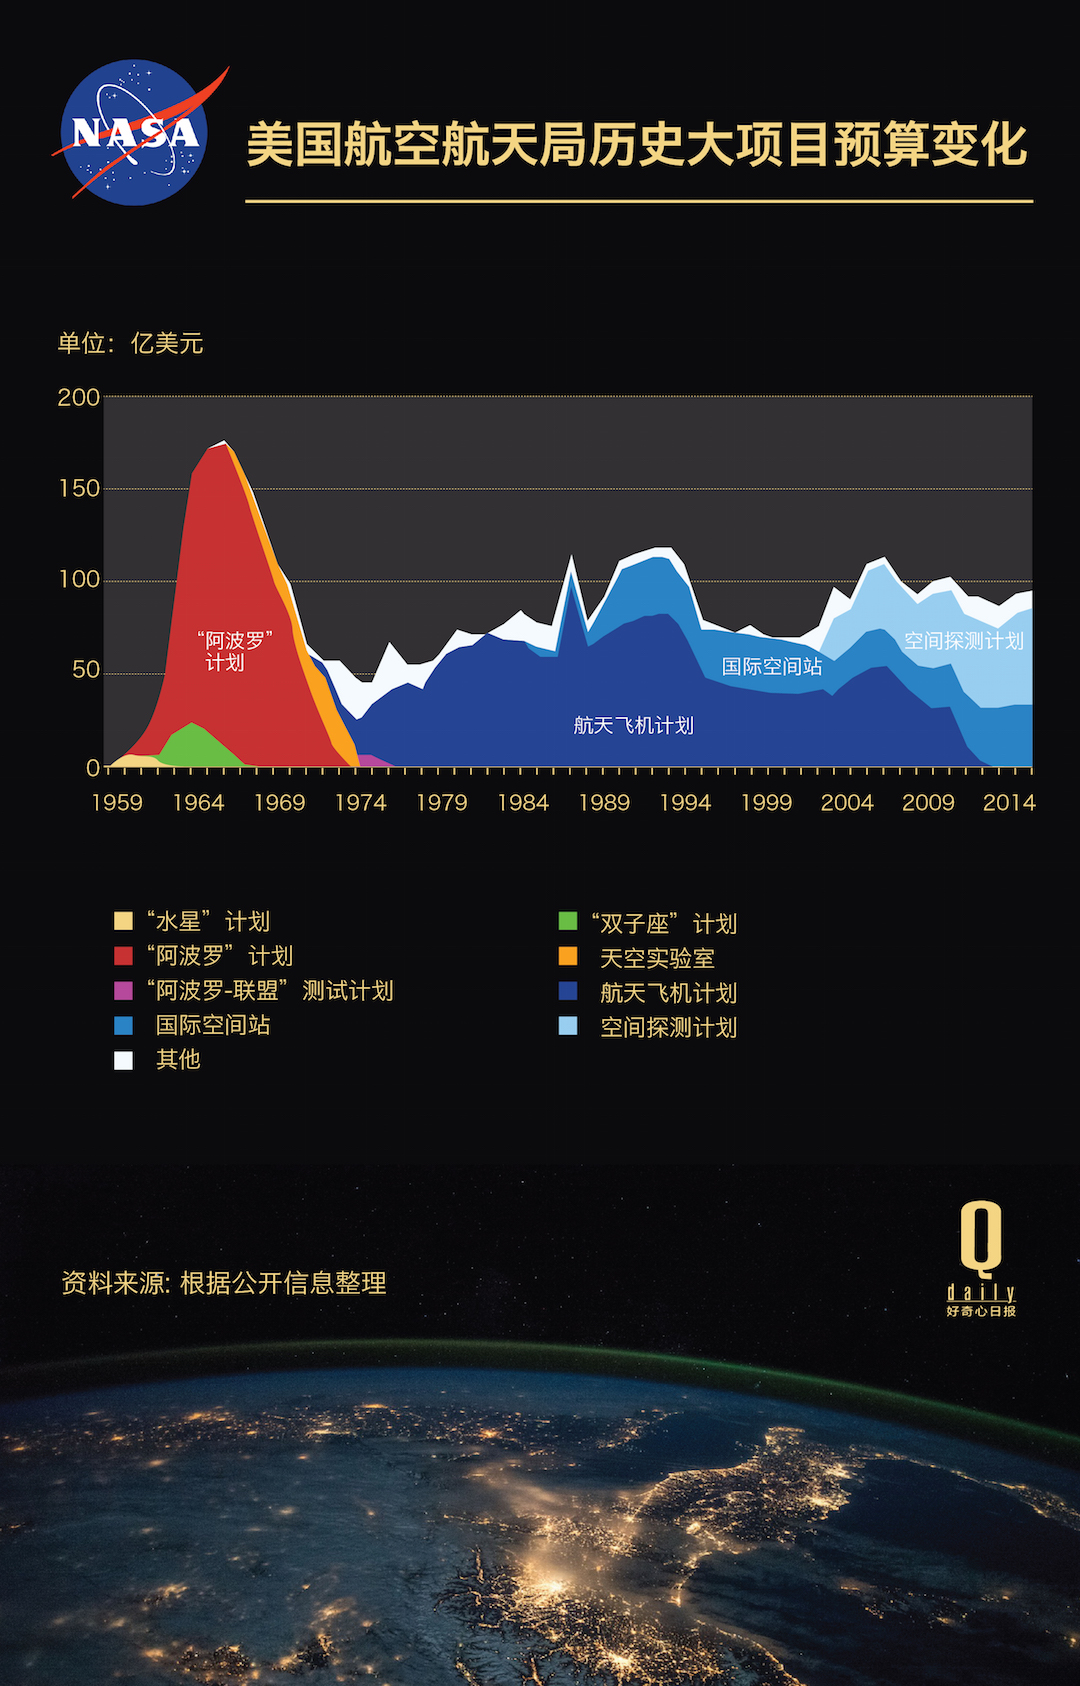 NASA
美国航空航天局历史大项目预算变化
单位：亿美元
200
150
100
50
0
“阿波罗”
计划
航天飞机计划
国际空间站
空间探测计划
1959 1964 1969 1974 1979 1984 1989 1994 1999 2004 2009 2014
“水星”计划
“双子座”计划
“阿波罗”计划
天空实验室
“阿波罗-联盟”测试计划
航天飞机计划
国际空间站
空间探测计划
其他
资料来源: 根据公开信息整理
Q
daily
好奇心日报